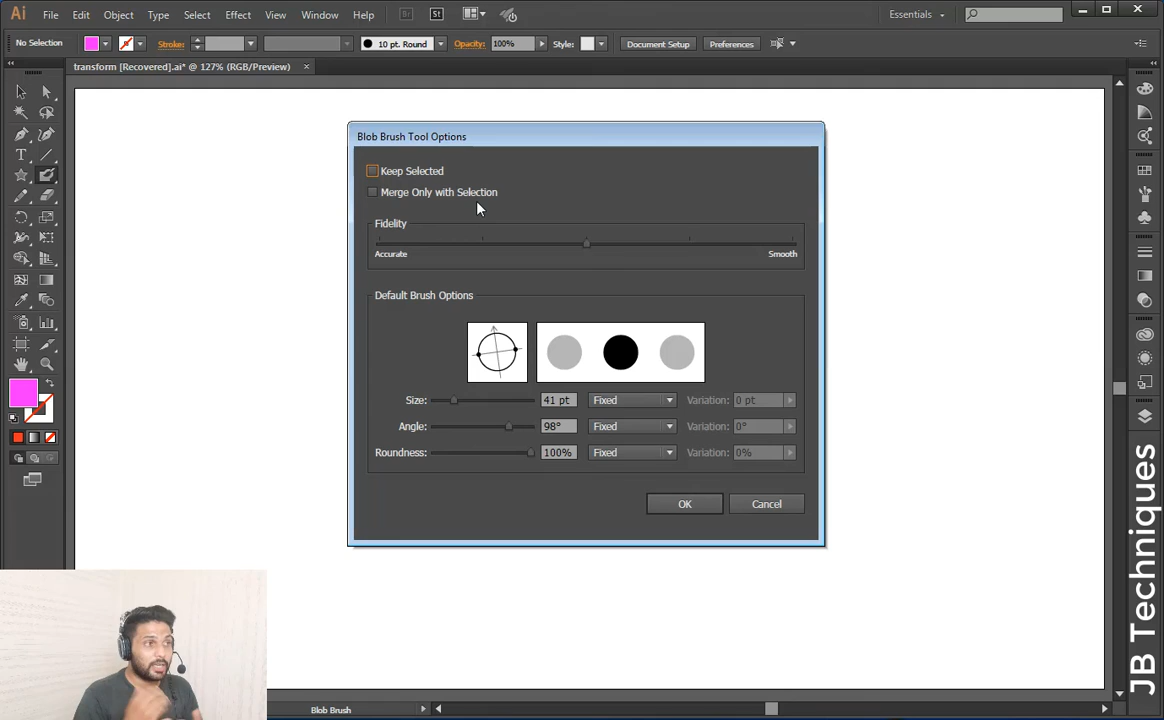 Ai File Edit Object Type Select Effect View Window Help Br St Essentials
No Selection Stroke: 10 pt. Round Opacity: 100% Style: Document Setup Preferences
transform [Recovered].ai* @ 127% (RGB/Preview) ×
Blob Brush Tool Options
Keep Selected
Merge Only with Selection
Fidelity
Accurate Smooth
Default Brush Options
Size: 41 pt Fixed Variation: 0 pt
Angle: 98° Fixed Variation: 0°
Roundness: 100% Fixed Variation: 0%
OK Cancel
Blob Brush
JB Techniques